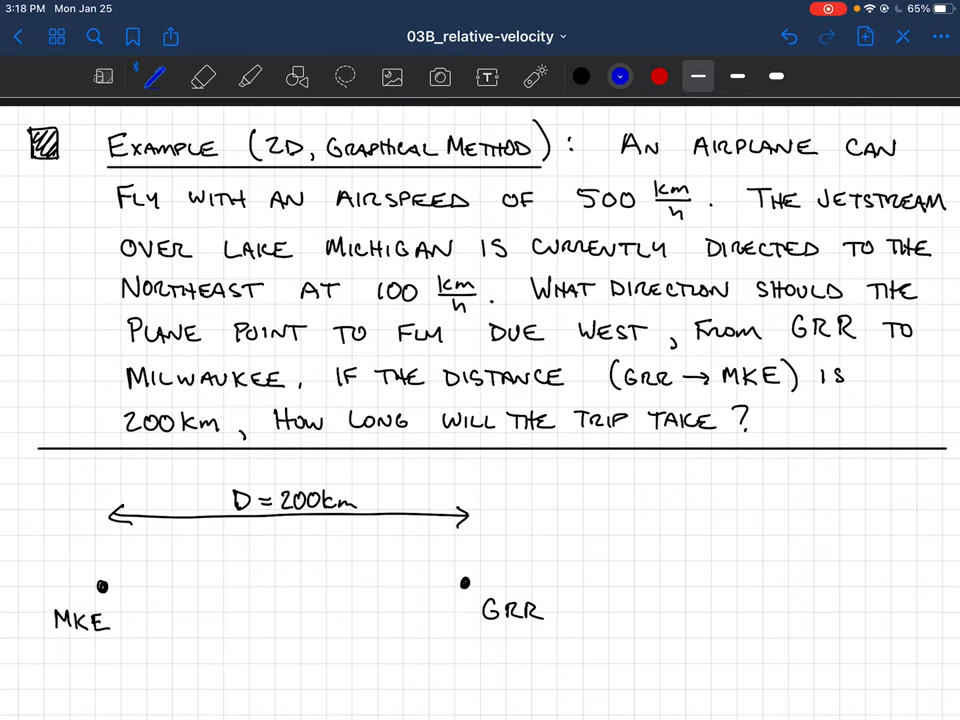 3:18 PM Mon Jan 25
65%
03B_relative-velocity
EXAMPLE (2D, GRAPHICAL METHOD): AN AIRPLANE CAN
FLY WITH AN AIRSPEED OF 500 km/h. THE JETSTREAM
OVER LAKE MICHIGAN IS CURRENTLY DIRECTED TO THE
NORTHEAST AT 100 km/h. WHAT DIRECTION SHOULD THE
PLANE POINT TO FLY DUE WEST, FROM GRR TO
MILWAUKEE. IF THE DISTANCE (GRR → MKE) IS
200km, HOW LONG WILL THE TRIP TAKE?
D = 200km
MKE
GRR